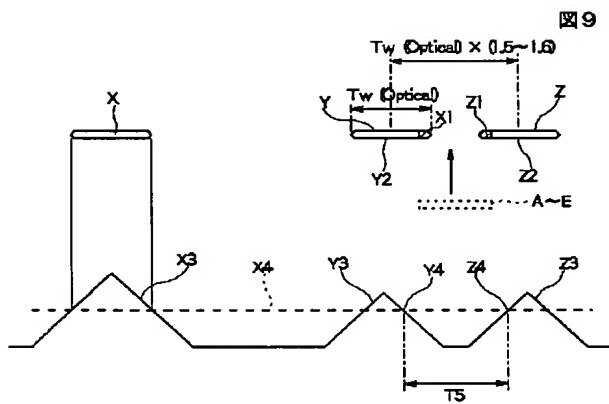 図9
Tw (Optical) × (1.5~1.6)
Tw (Optical)
X
Y
X1
Z1
Z
Y2
Z2
A~E
X3
X4
Y3
Y4
Z4
Z3
T5